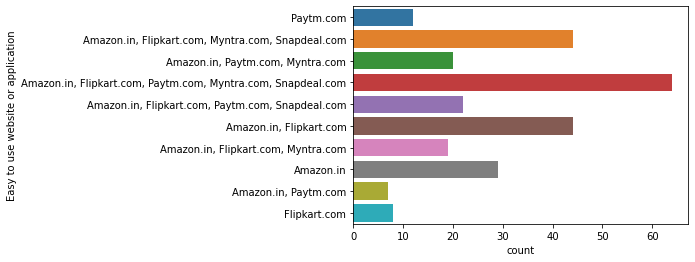 Easy to use website or application
Paytm.com
Amazon.in, Flipkart.com, Myntra.com, Snapdeal.com
Amazon.in, Paytm.com, Myntra.com
Amazon.in, Flipkart.com, Paytm.com, Myntra.com, Snapdeal.com
Amazon.in, Flipkart.com, Paytm.com, Snapdeal.com
Amazon.in, Flipkart.com
Amazon.in, Flipkart.com, Myntra.com
Amazon.in
Amazon.in, Paytm.com
Flipkart.com
0 10 20 30 40 50 60
count